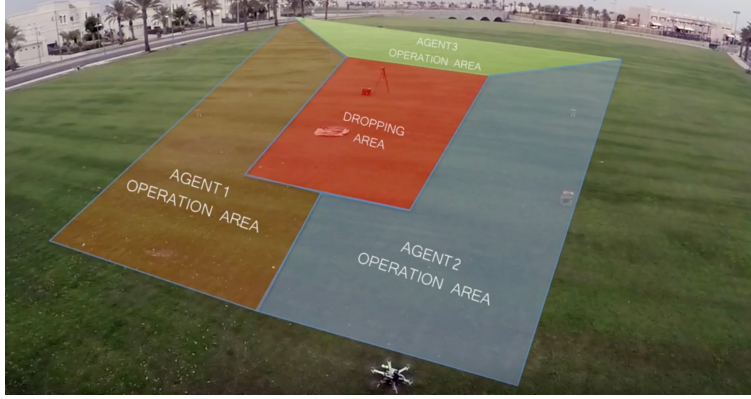 AGENT3
OPERATION AREA
DROPPING
AREA
AGENT1
OPERATION AREA
AGENT2
OPERATION AREA